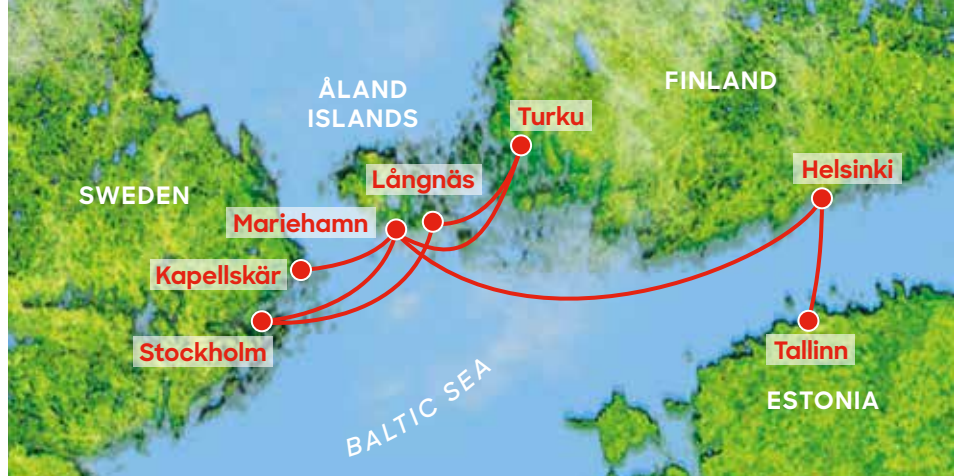 ÅLAND
ISLANDS
FINLAND
Turku
Långnäs
Helsinki
SWEDEN
Mariehamn
Kapellskär
Stockholm
Tallinn
BALTIC SEA
ESTONIA